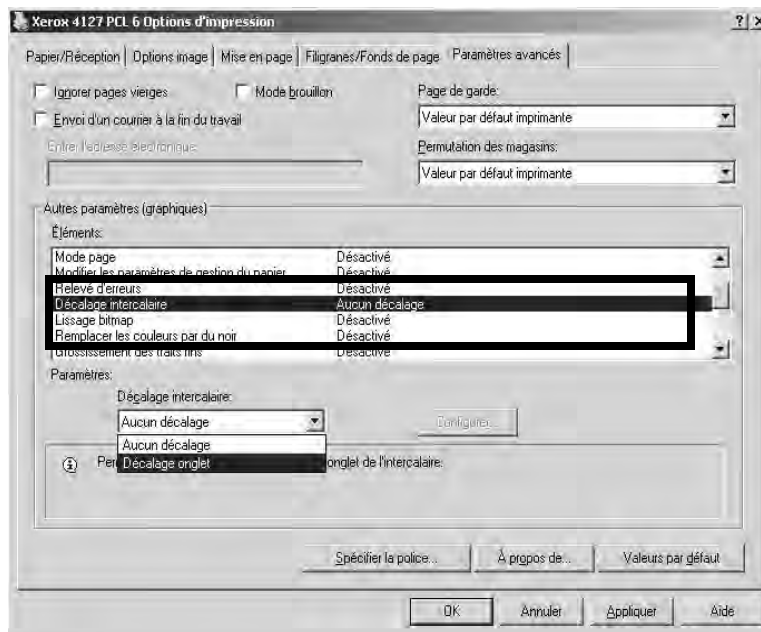 Xerox 4127 PCL 6 Options d'impression
Papier/Réception Options image Mise en page Filigranes/Fonds de page Paramètres avancés
Ignorer pages vierges Mode brouillon Page de garde:
Envoi d'un courrier à la fin du travail Valeur par défaut imprimante
Entrer l'adresse électronique: Permutation des magasins:
Valeur par défaut imprimante
Autres paramètres (graphiques)
Éléments:
Mode page Désactivé
Modifier les paramètres de gestion du papier Désactivé
Relevé d'erreurs Désactivé
Décalage intercalaire Aucun décalage
Lissage bitmap Désactivé
Remplacer les couleurs par du noir Désactivé
Grossissement des traits fins Désactivé
Paramètres:
Décalage intercalaire:
Aucun décalage Configurer...
Aucun décalage
Décalage onglet
onglet de l'intercalaire.
Spécifier la police... À propos de... Valeurs par défaut
OK Annuler Appliquer Aide